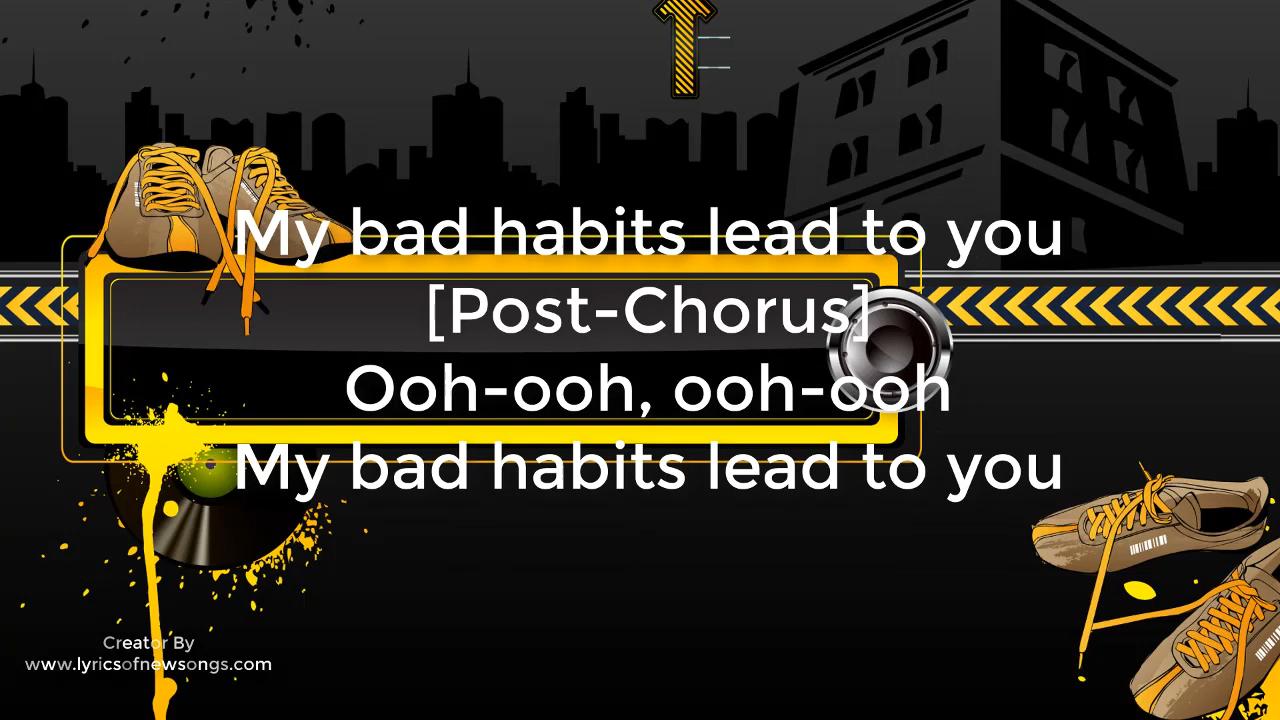 My bad habits lead to you
[Post-Chorus]
Ooh-ooh, ooh-ooh
My bad habits lead to you
Creator By
www.lyricsofnewsongs.com